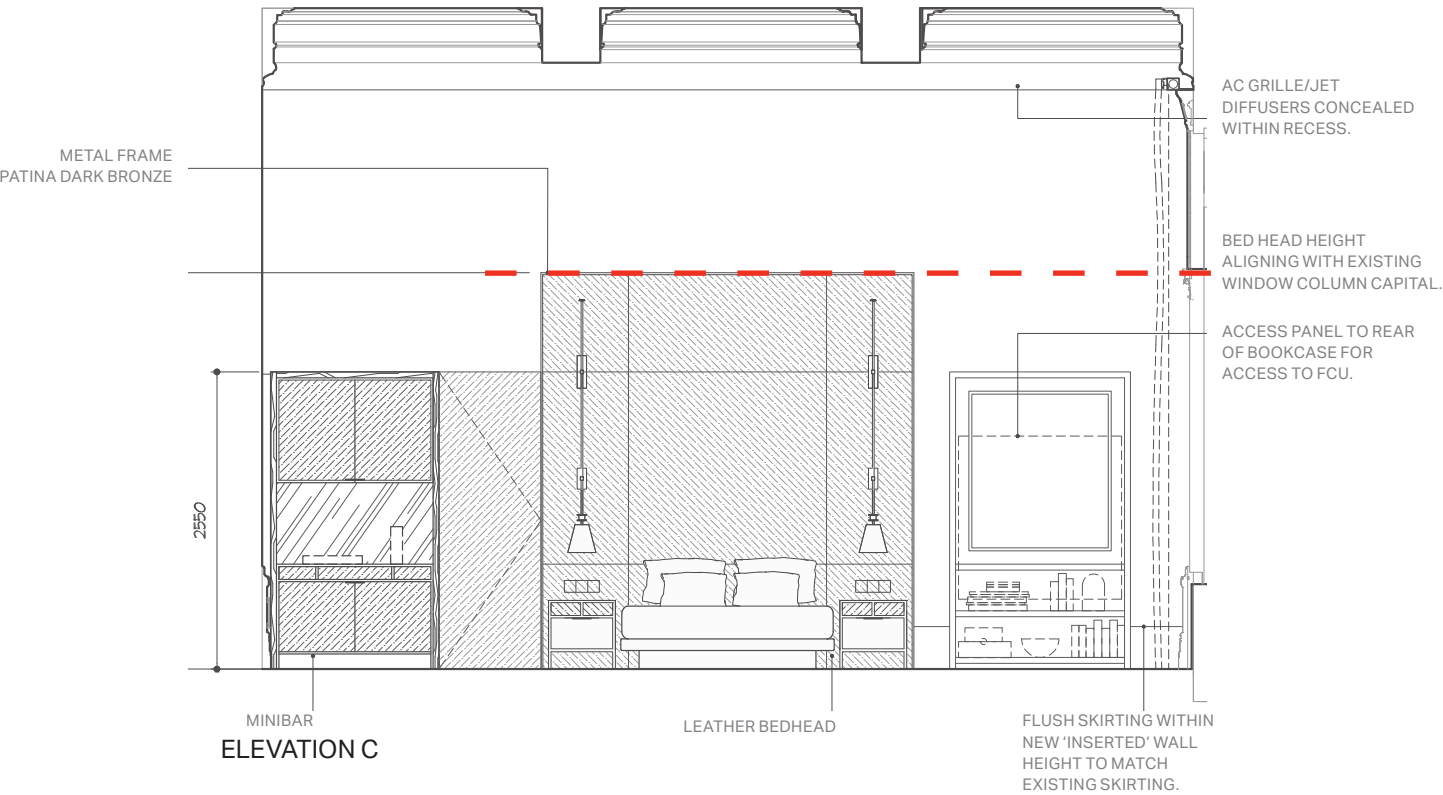 AC GRILLE/JET
DIFFUSERS CONCEALED
WITHIN RECESS.
METAL FRAME
PATINA DARK BRONZE
BED HEAD HEIGHT
ALIGNING WITH EXISTING
WINDOW COLUMN CAPITAL.
ACCESS PANEL TO REAR
OF BOOKCASE FOR
ACCESS TO FCU.
2550
MINIBAR
LEATHER BEDHEAD
FLUSH SKIRTING WITHIN
NEW ‘INSERTED’ WALL
HEIGHT TO MATCH
EXISTING SKIRTING.
ELEVATION C